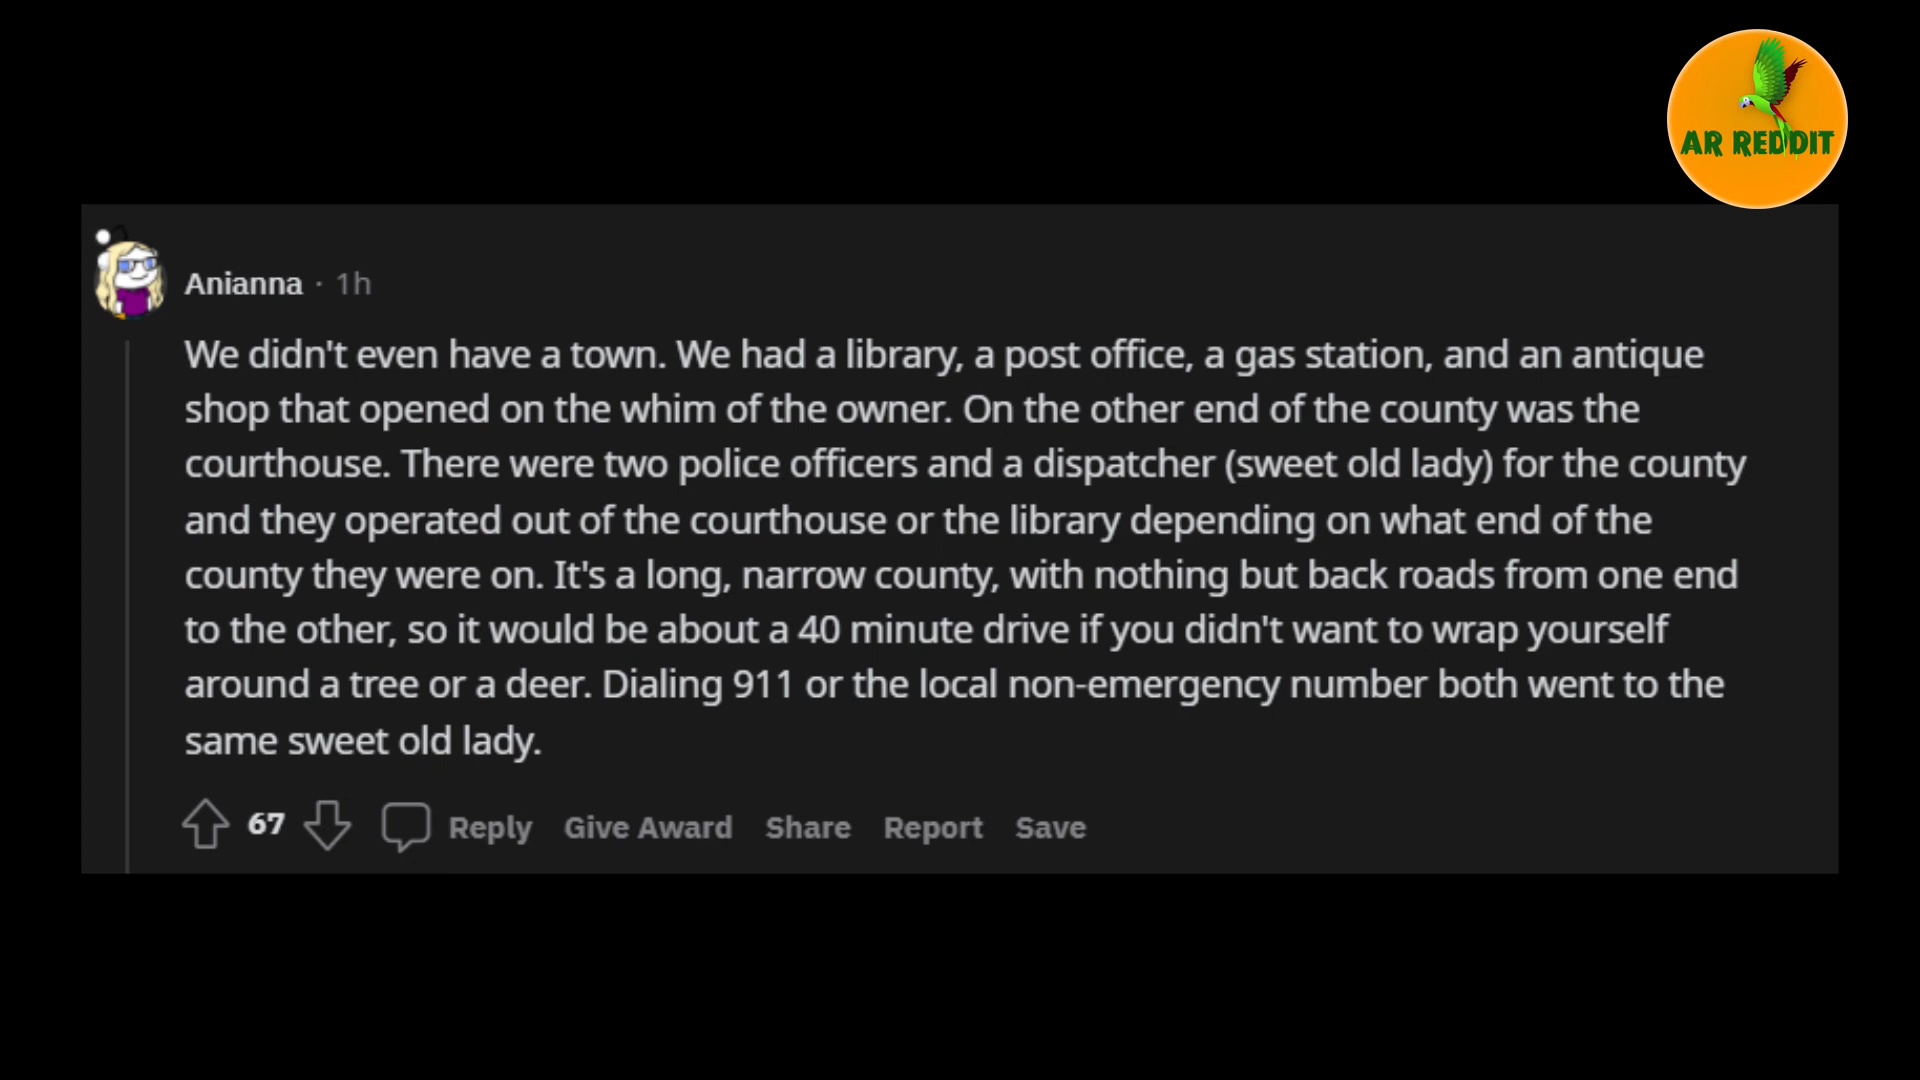 AR REDDIT
Anianna · 1h
We didn't even have a town. We had a library, a post office, a gas station, and an antique
shop that opened on the whim of the owner. On the other end of the county was the
courthouse. There were two police officers and a dispatcher (sweet old lady) for the county
and they operated out of the courthouse or the library depending on what end of the
county they were on. It's a long, narrow county, with nothing but back roads from one end
to the other, so it would be about a 40 minute drive if you didn't want to wrap yourself
around a tree or a deer. Dialing 911 or the local non-emergency number both went to the
same sweet old lady.
67 Reply Give Award Share Report Save